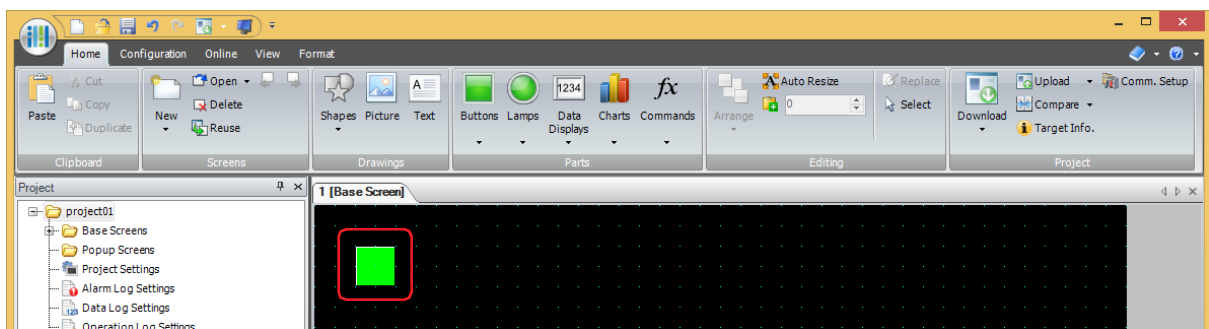 Home Configuration Online View Format
Cut
Copy
Duplicate
Paste
Clipboard
New
Open
Delete
Reuse
Screens
Shapes Picture Text
A
Drawings
Buttons Lamps Data Displays Charts Commands
1234
fx
Parts
Arrange
Auto Resize
0
Replace
Select
Editing
Download
Upload
Compare
Target Info.
Comm. Setup
Project
Project
1 [Base Screen]
project01
Base Screens
Popup Screens
Project Settings
Alarm Log Settings
Data Log Settings
Operation Log Settings